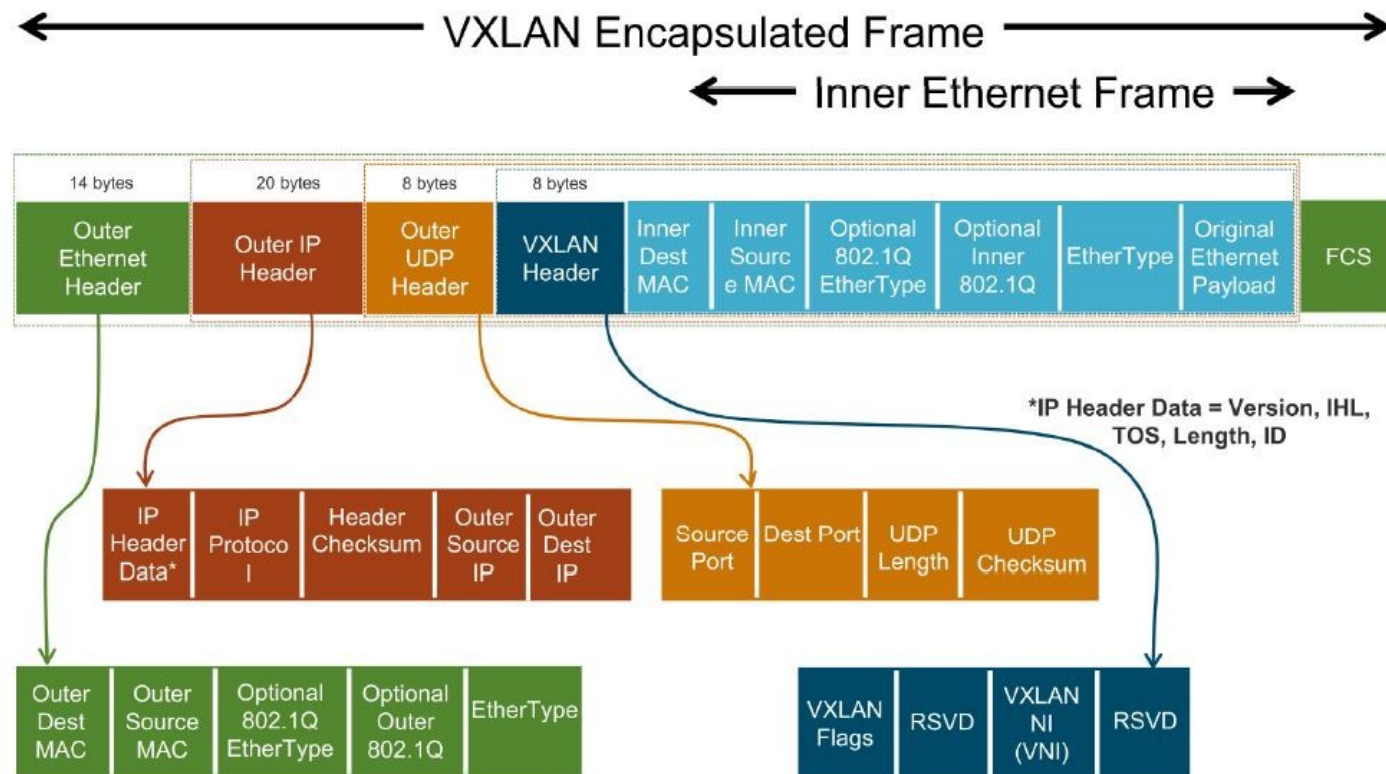 VXLAN Encapsulated Frame
Inner Ethernet Frame
14 bytes
20 bytes
8 bytes
8 bytes
Outer
Ethernet
Header
Outer IP
Header
Outer
UDP
Header
VXLAN
Header
Inner
Dest
MAC
Inner
Sourc
e MAC
Optional
802.1Q
EtherType
Optional
Inner
802.1Q
EtherType
Original
Ethernet
Payload
FCS
*IP Header Data = Version, IHL,
TOS, Length, ID
IP
Header
Data*
IP
Protoco
l
Header
Checksum
Outer
Source
IP
Outer
Dest
IP
Source
Port
Dest Port
UDP
Length
UDP
Checksum
Outer
Dest
MAC
Outer
Source
MAC
Optional
802.1Q
EtherType
Optional
Outer
802.1Q
EtherType
VXLAN
Flags
RSVD
VXLAN
NI
(VNI)
RSVD